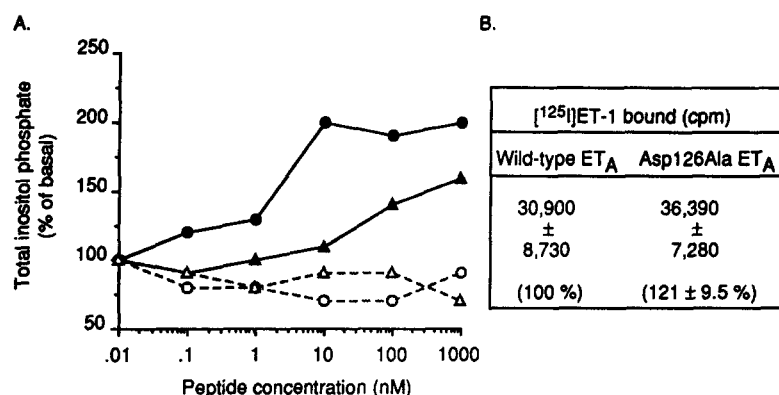 A.
B.
250
200
150
100
50
Total inositol phosphate
(% of basal)
.01 .1 1 10 100 1000
Peptide concentration (nM)
[¹²⁵I]ET-1 bound (cpm)
Wild-type ET_A Asp126Ala ET_A
30,900 36,390
± ±
8,730 7,280
(100 %) (121 ± 9.5 %)